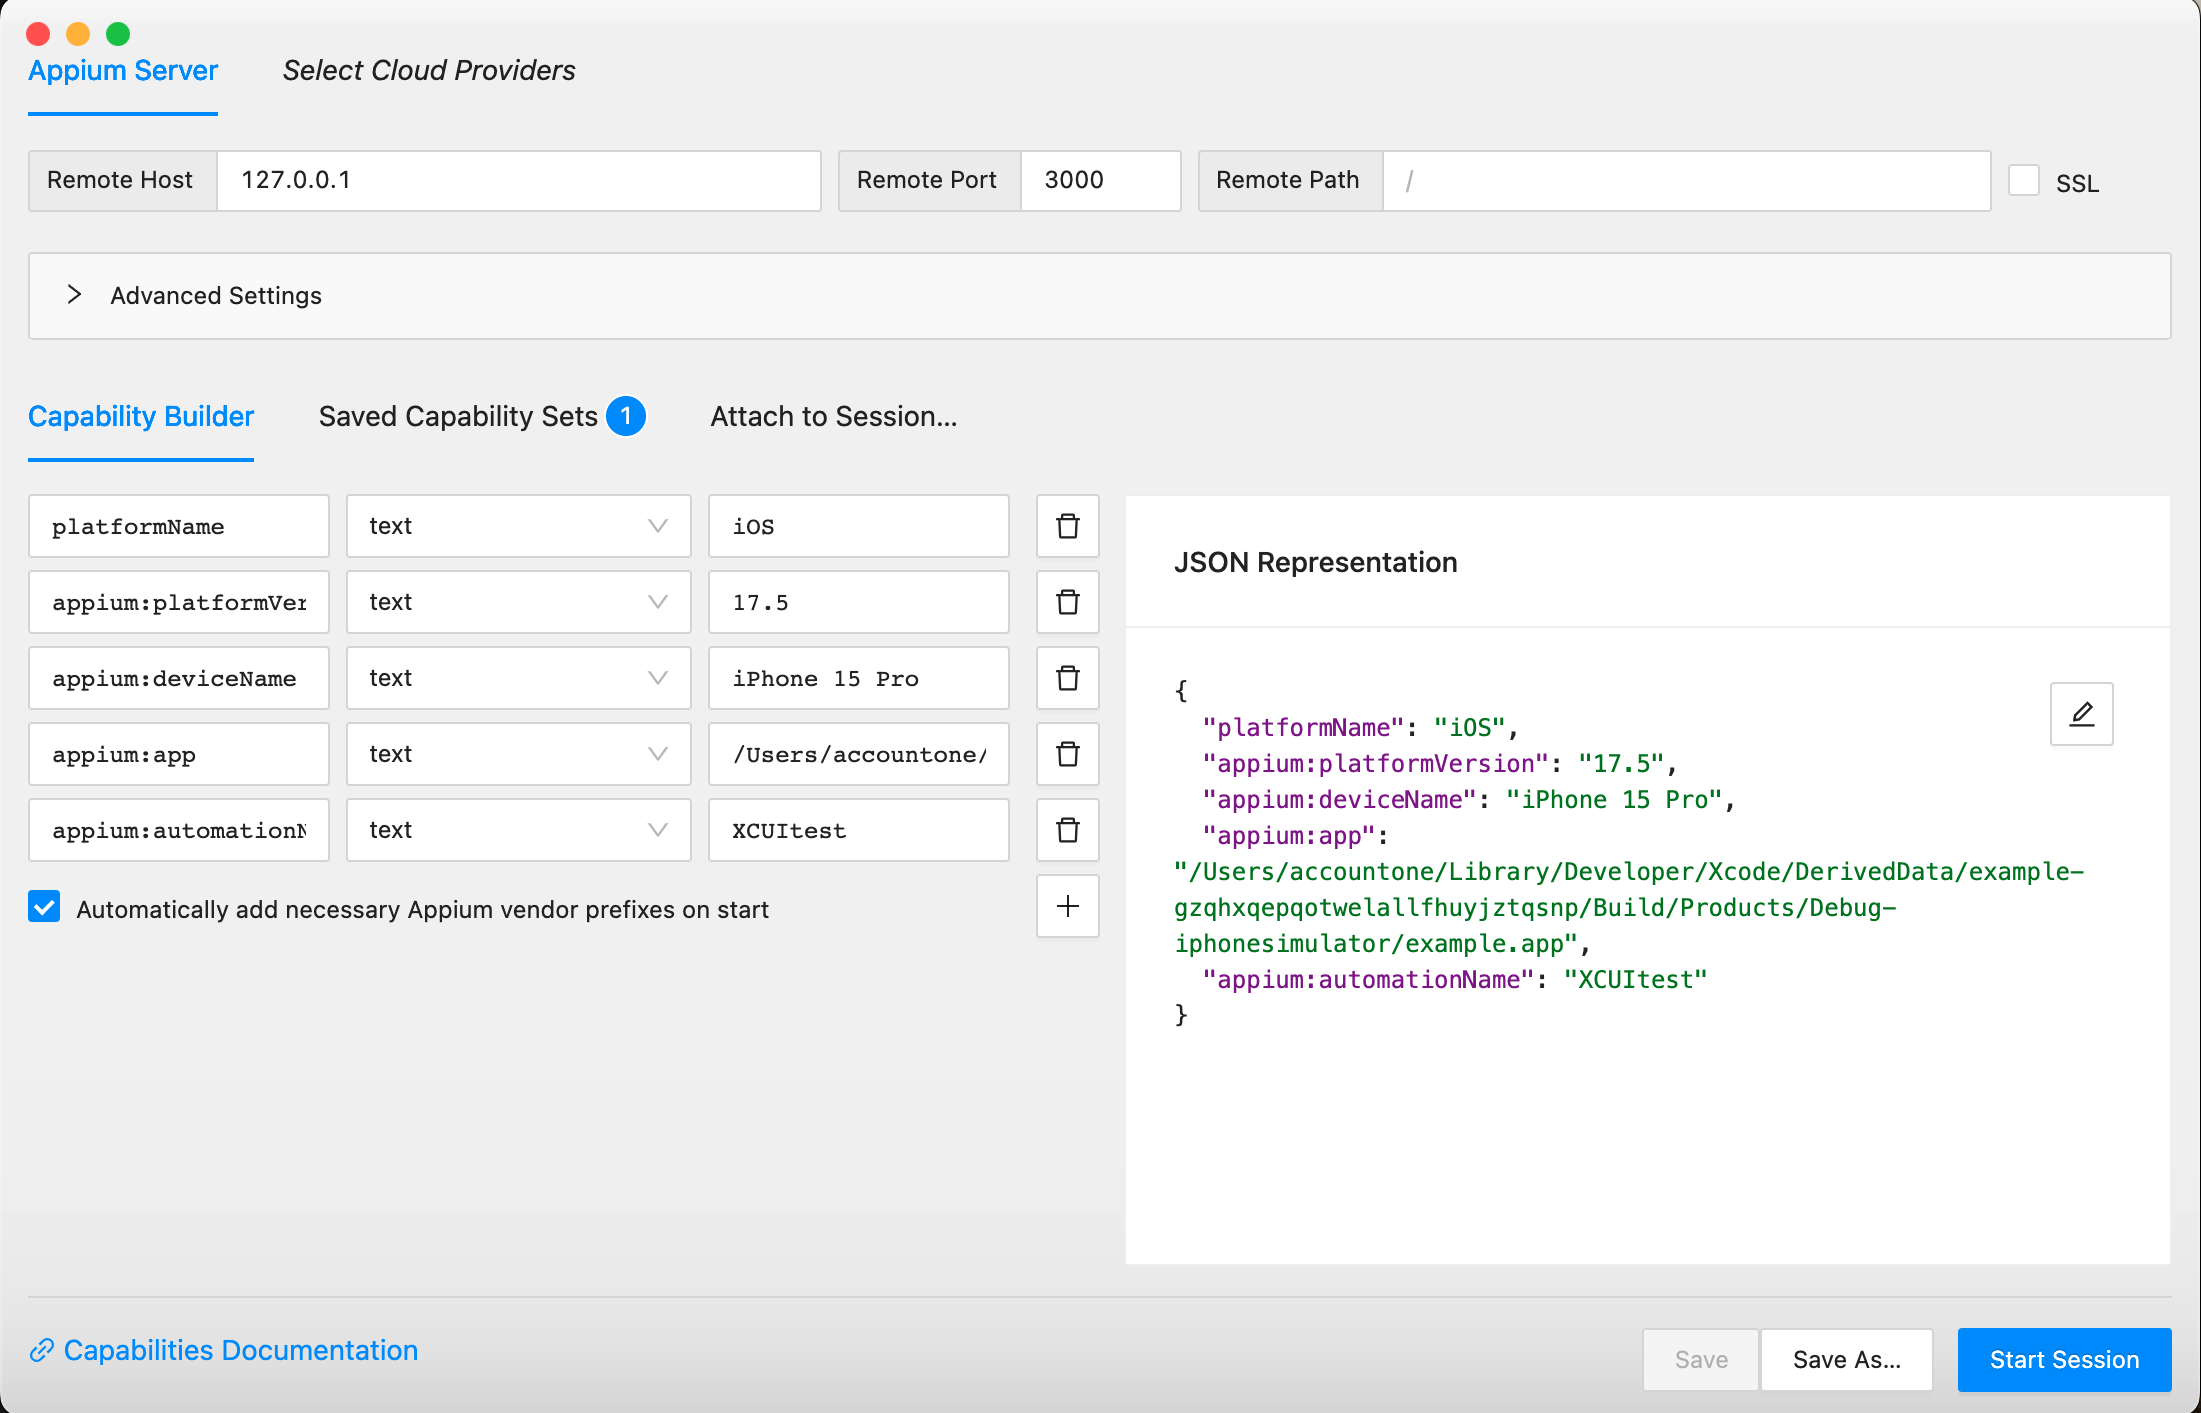 Appium Server
Select Cloud Providers
Remote Host
127.0.0.1
Remote Port
3000
Remote Path
/
SSL
Advanced Settings
Capability Builder
Saved Capability Sets
1
Attach to Session...
platformName
text
iOS
appium:platformVer
text
17.5
appium:deviceName
text
iPhone 15 Pro
appium:app
text
/Users/accountone/
appium:automationN
text
XCUItest
Automatically add necessary Appium vendor prefixes on start
JSON Representation
{
"platformName": "iOS",
"appium:platformVersion": "17.5",
"appium:deviceName": "iPhone 15 Pro",
"appium:app":
"/Users/accountone/Library/Developer/Xcode/DerivedData/example-
gzqhxqepqotwelallfhuyjztqsnp/Build/Products/Debug-
iphonesimulator/example.app",
"appium:automationName": "XCUItest"
}
Capabilities Documentation
Save
Save As...
Start Session